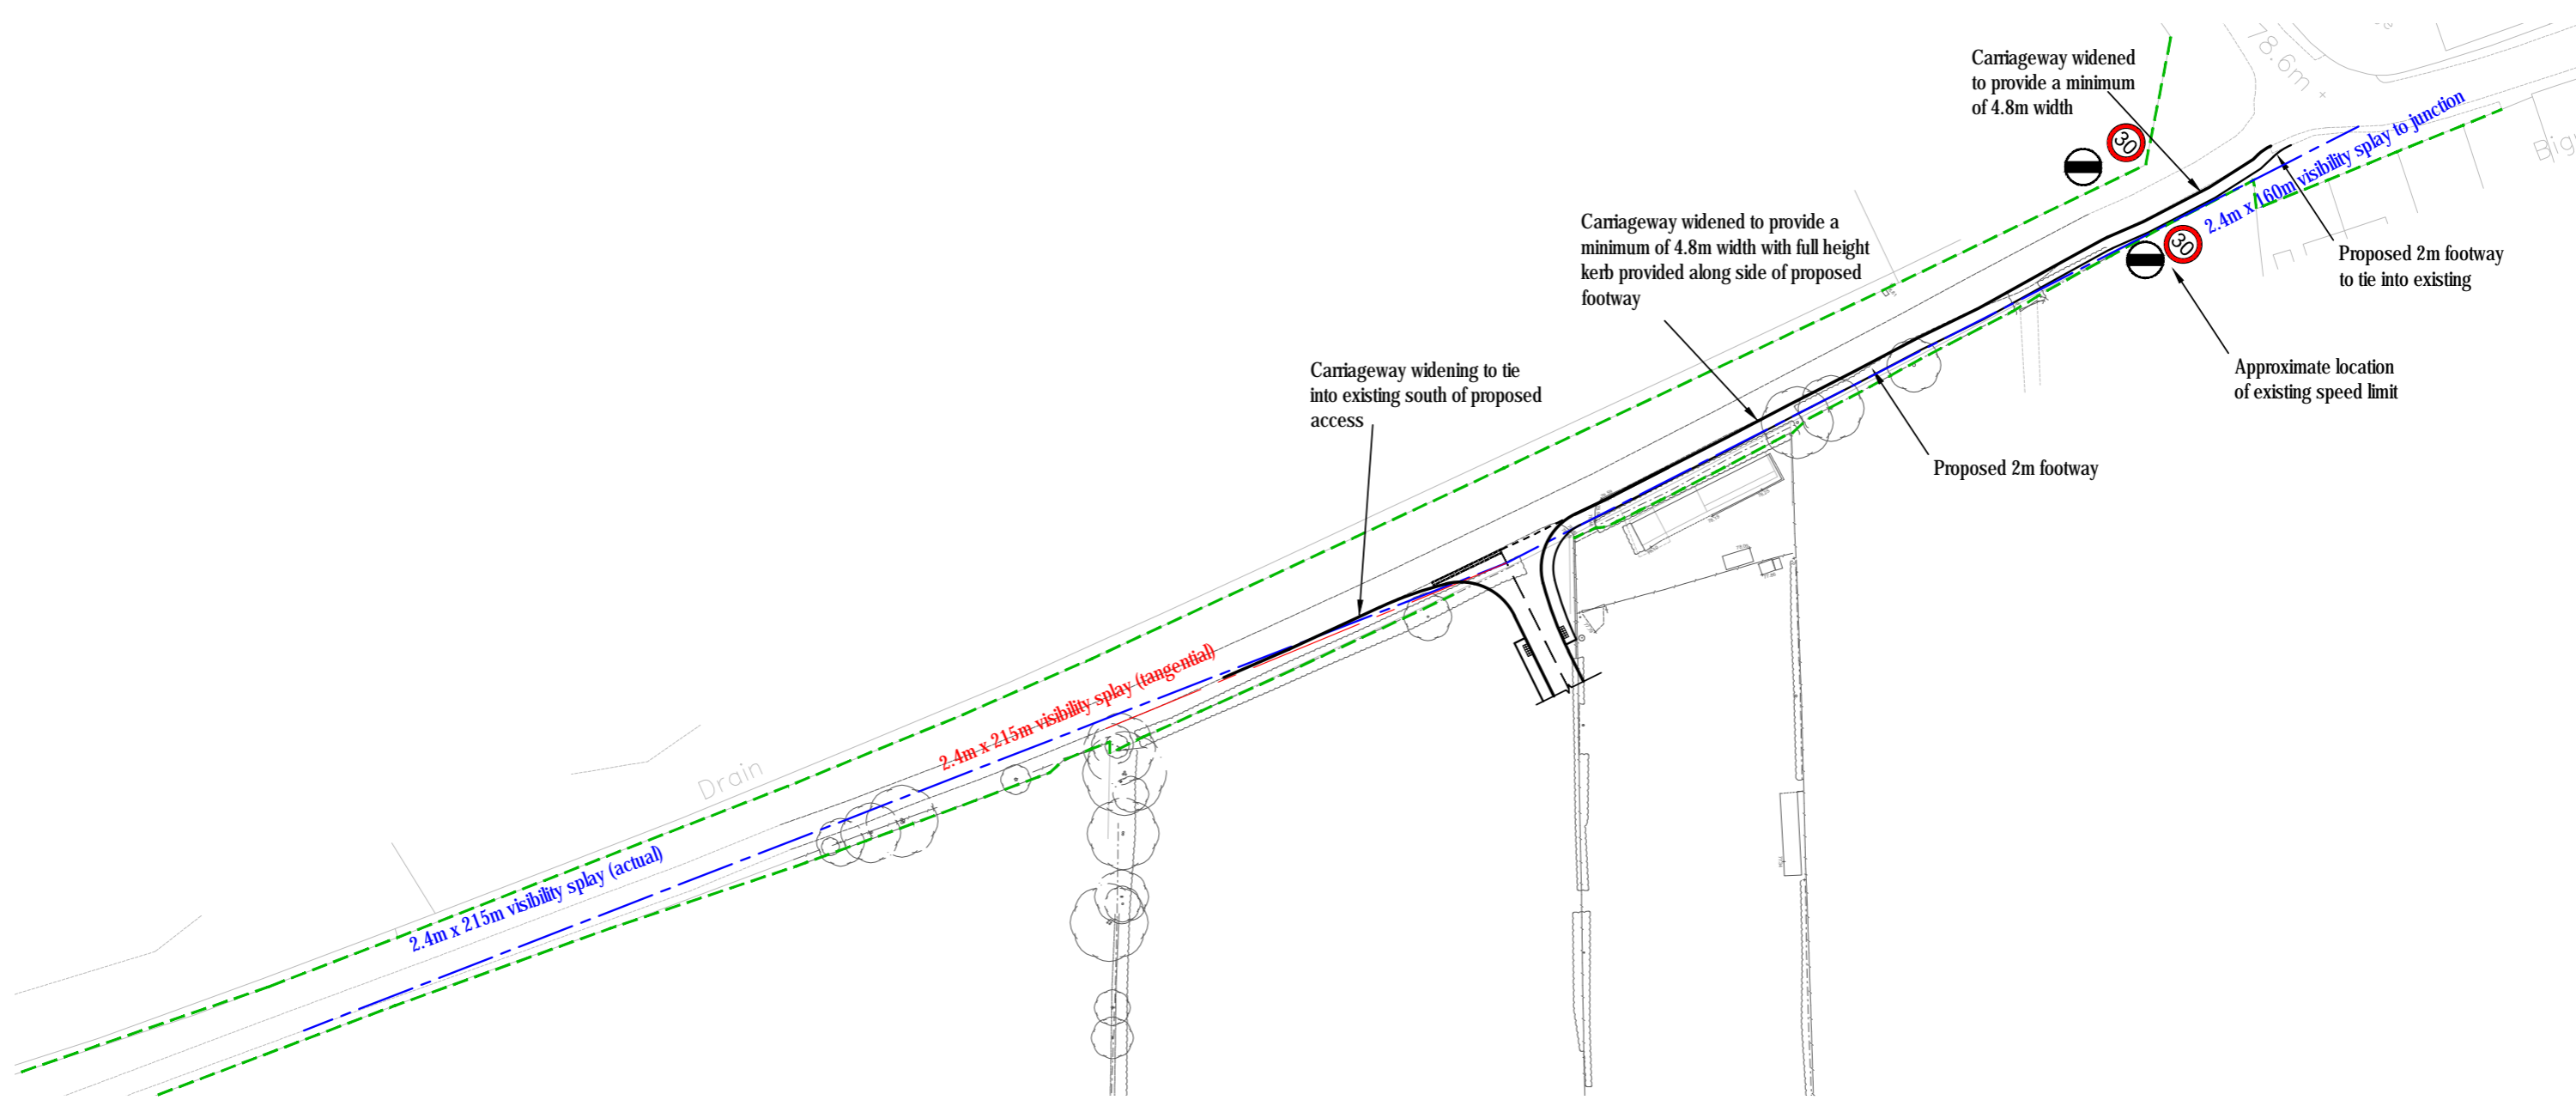 Carriageway widened
to provide a minimum
of 4.8m width
78.6m
30
2.4m x 160m visibility splay to junction
Carriageway widened to provide a
minimum of 4.8m width with full height
kerb provided along side of proposed
footway
30
Proposed 2m footway
to tie into existing
Approximate location
of existing speed limit
Carriageway widening to tie
into existing south of proposed
access
Proposed 2m footway
2.4m x 215m visibility splay (tangential)
Drain
2.4m x 215m visibility splay (actual)